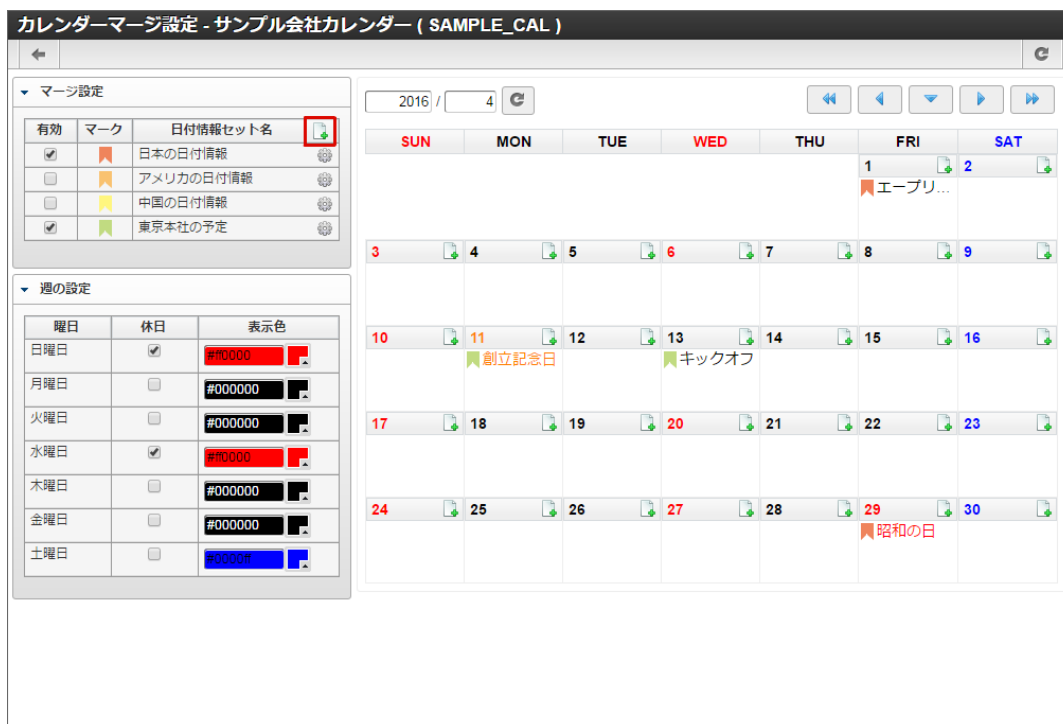 カレンダーマージ設定 - サンプル会社カレンダー ( SAMPLE_CAL )
マージ設定
有効 マーク 日付情報セット名
日本の日付情報
アメリカの日付情報
中国の日付情報
東京本社の予定
週の設定
曜日 休日 表示色
日曜日 #ff0000
月曜日 #000000
火曜日 #000000
水曜日 #ff0000
木曜日 #000000
金曜日 #000000
土曜日 #0000ff
2016 / 4
SUN MON TUE WED THU FRI SAT
1 2
エープリ...
3 4 5 6 7 8 9
10 11 12 13 14 15 16
創立記念日 キックオフ
17 18 19 20 21 22 23
24 25 26 27 28 29 30
昭和の日